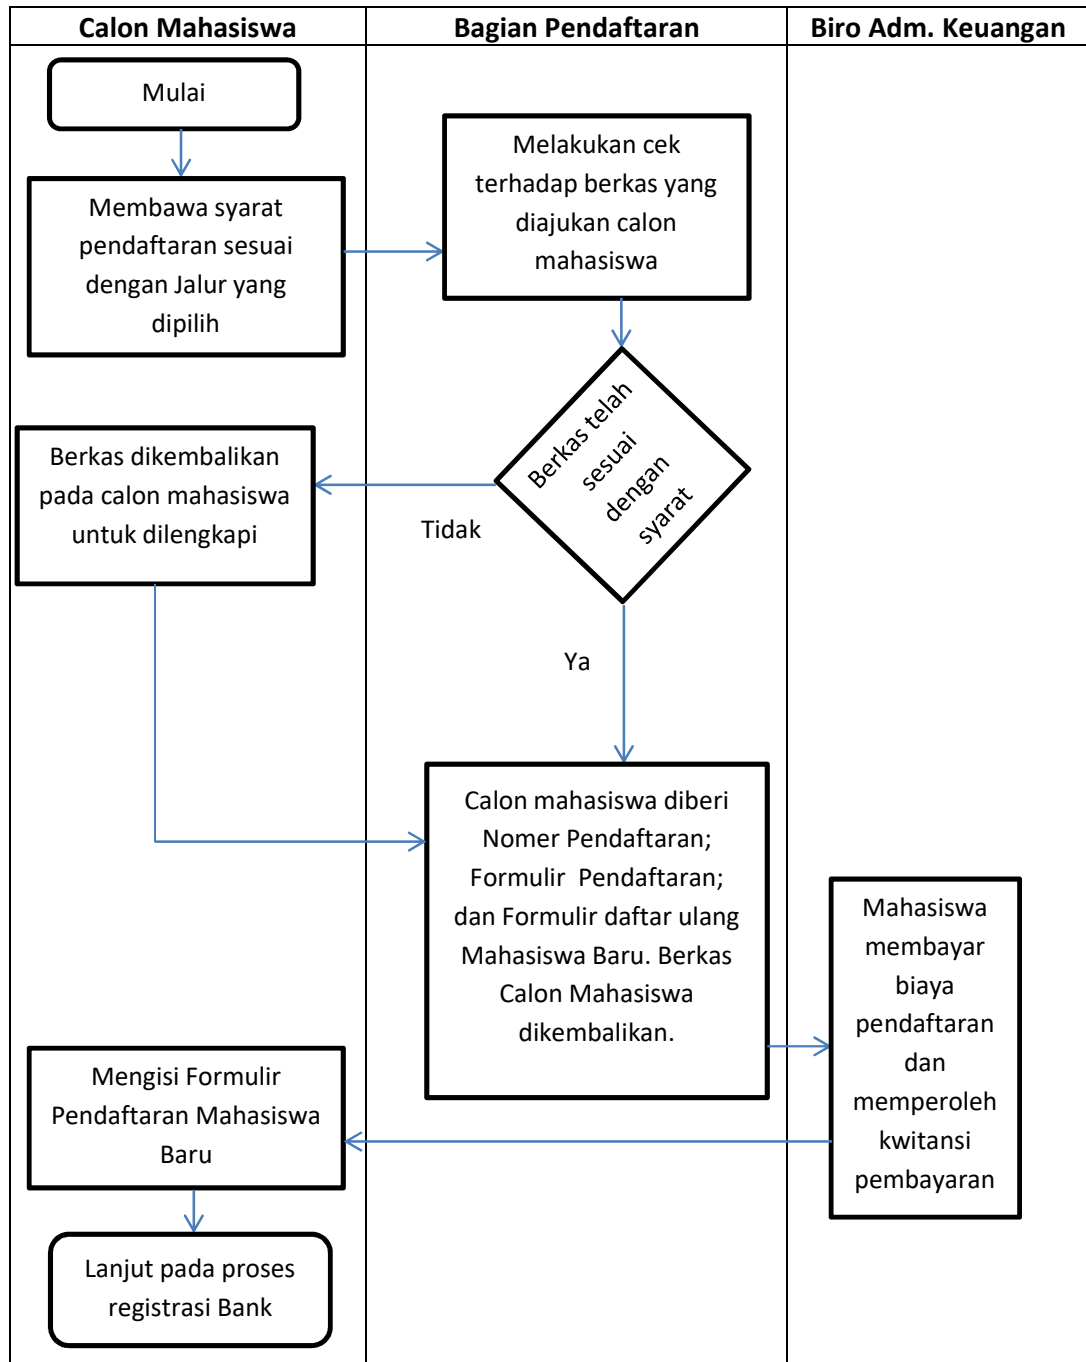 Calon Mahasiswa
Bagian Pendaftaran
Biro Adm. Keuangan
Mulai
Melakukan cek
terhadap berkas yang
diajukan calon
mahasiswa
Membawa syarat
pendaftaran sesuai
dengan Jalur yang
dipilih
Berkas telah
sesuai
dengan
syarat
Berkas dikembalikan
pada calon mahasiswa
untuk dilengkapi
Tidak
Ya
Calon mahasiswa diberi
Nomer Pendaftaran;
Formulir  Pendaftaran;
dan Formulir daftar ulang
Mahasiswa Baru. Berkas
Calon Mahasiswa
dikembalikan.
Mahasiswa
membayar
biaya
pendaftaran
dan
memperoleh
kwitansi
pembayaran
Mengisi Formulir
Pendaftaran Mahasiswa
Baru
Lanjut pada proses
registrasi Bank